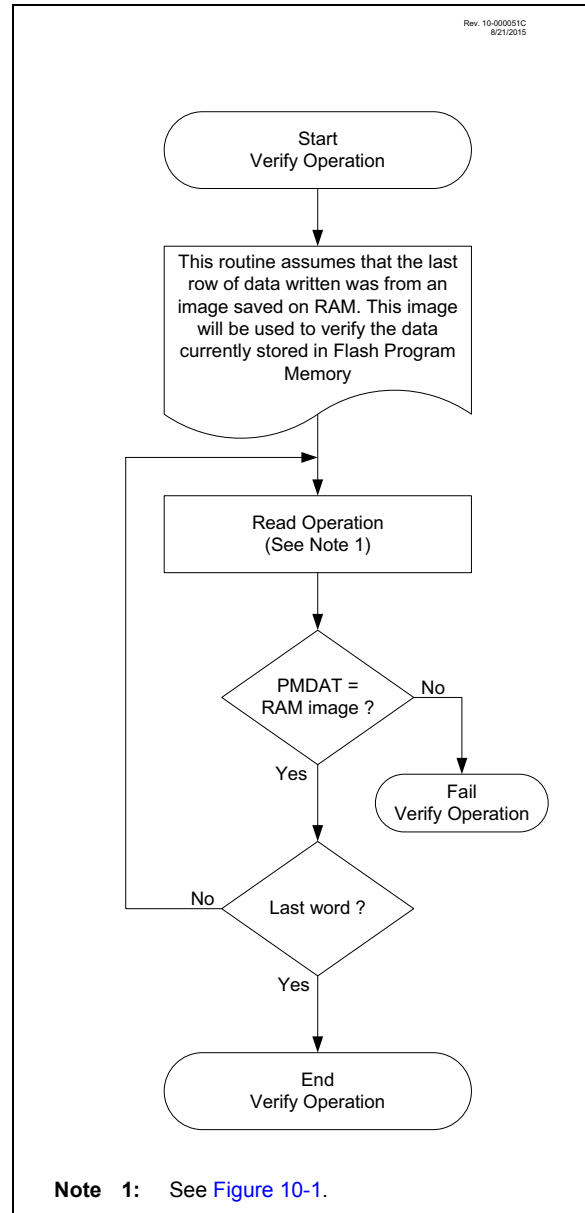 Rev. 10-000051C
8/21/2015
Start
Verify Operation
This routine assumes that the last
row of data written was from an
image saved on RAM. This image
will be used to verify the data
currently stored in Flash Program
Memory
Read Operation
(See Note 1)
PMDAT =
RAM image ?
No
Yes
Fail
Verify Operation
No
Last word ?
Yes
End
Verify Operation
Note 1: See Figure 10-1.